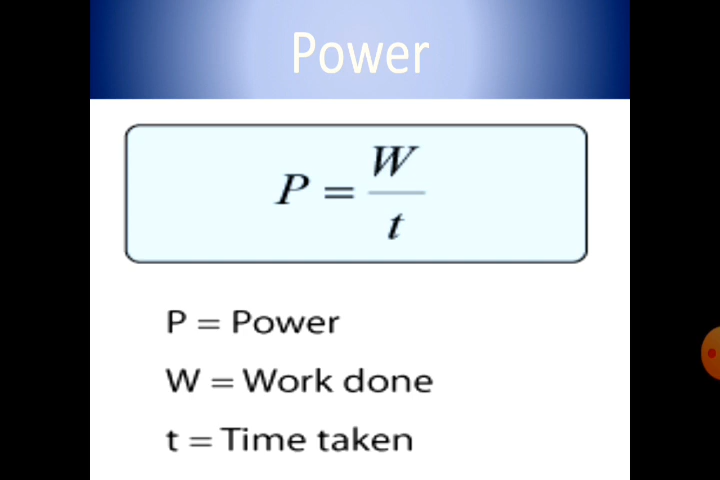 Power
P = W
t
P = Power
W = Work done
t = Time taken